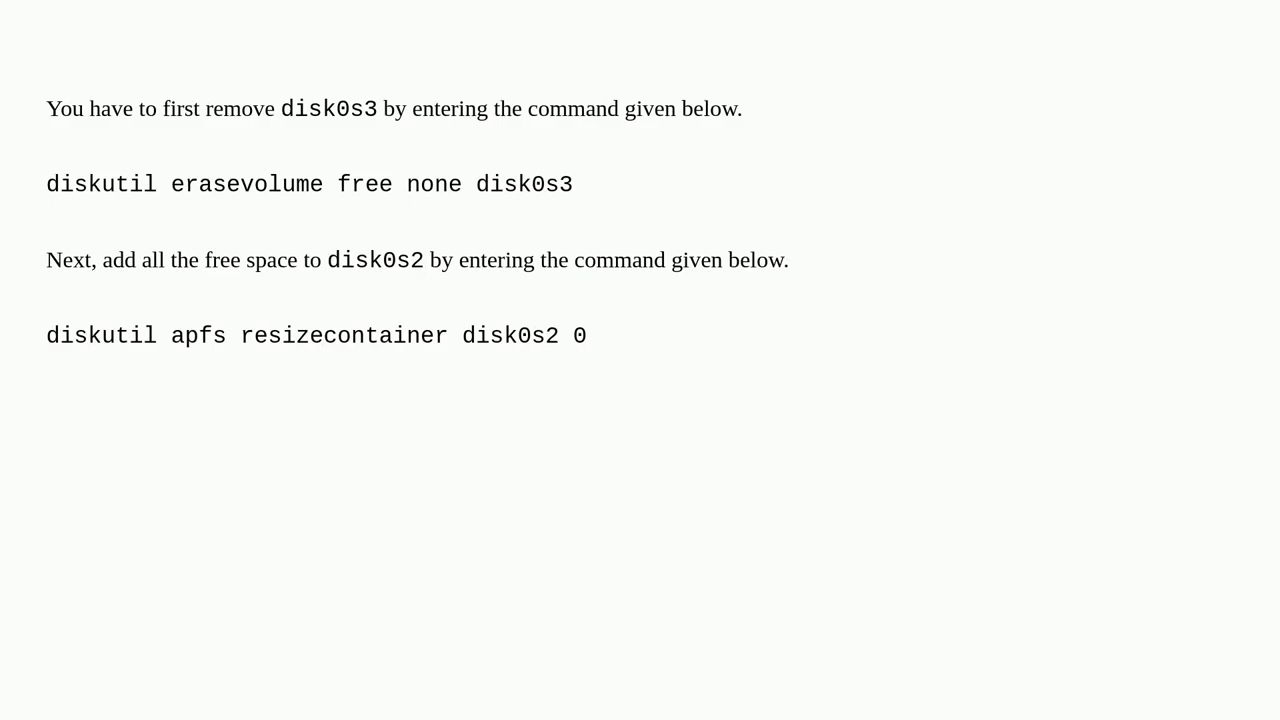 You have to first remove disk0s3 by entering the command given below.
diskutil erasevolume free none disk0s3
Next, add all the free space to disk0s2 by entering the command given below.
diskutil apfs resizecontainer disk0s2 0